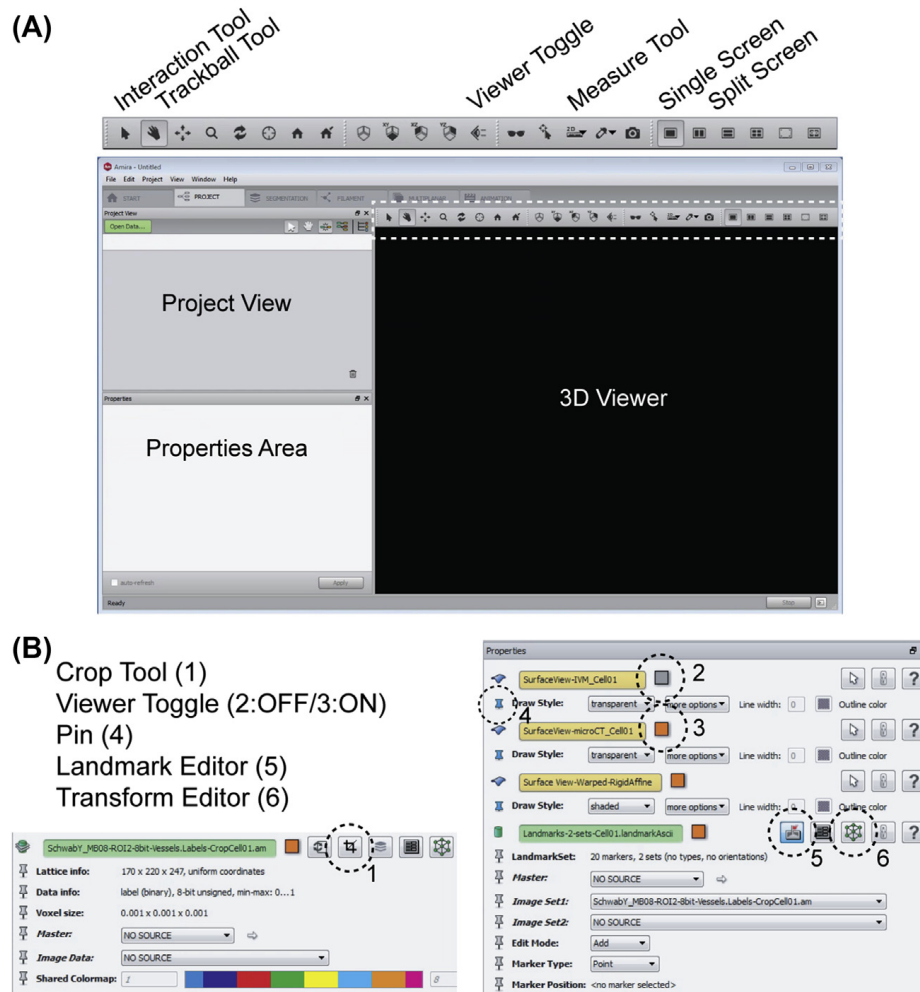 (A)
Interaction Tool
Trackball Tool
Viewer Toggle
Measure Tool
Single Screen
Split Screen
XY
XZ
YZ
2D
Amira - Untitled
File Edit Project View Window Help
START PROJECT SEGMENTATION FILAMENT MULTIPLANAR ANIMATION
Project View
Open Data...
Project View
3D Viewer
Properties
Properties Area
auto-refresh Apply
Ready Stop
(B)
Crop Tool (1)
Viewer Toggle (2:OFF/3:ON)
Pin (4)
Landmark Editor (5)
Transform Editor (6)
SchwabY_MB08-ROI2-8bit-Vessels.Labels-CropCell01.am
1
Lattice info: 170 x 220 x 247, uniform coordinates
Data info: label (binary), 8-bit unsigned, min-max: 0...1
Voxel size: 0.001 x 0.001 x 0.001
Master: NO SOURCE
Image Data: NO SOURCE
Shared Colormap: 1 8
Properties
SurfaceView-IVM_Cell01 2 ?
4 Draw Style: transparent more options Line width: 0 Outline color
SurfaceView-microCT_Cell01 3 ?
Draw Style: transparent more options Line width: 0 Outline color
Surface View-Warped-RigidAffine ?
Draw Style: shaded more options Line width: 0 Outline color
Landmarks-2-sets-Cell01.landmarkAscii ?
5 6
LandmarkSet: 20 markers, 2 sets (no types, no orientations)
Master: NO SOURCE
Image Set1: SchwabY_MB08-ROI2-8bit-Vessels.Labels-CropCell01.am
Image Set2: NO SOURCE
Edit Mode: Add
Marker Type: Point
Marker Position: <no marker selected>